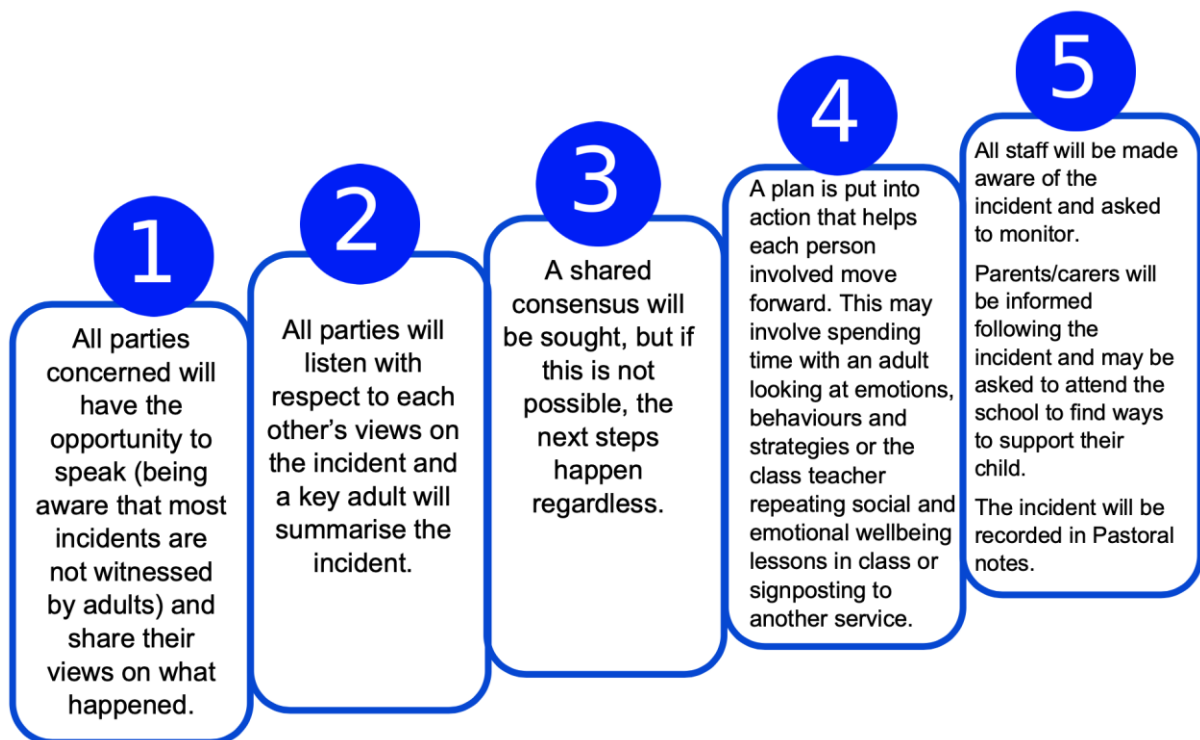 1
All parties
concerned will
have the
opportunity to
speak (being
aware that most
incidents are
not witnessed
by adults) and
share their
views on what
happened.
2
All parties will
listen with
respect to each
other’s views on
the incident and
a key adult will
summarise the
incident.
3
A shared
consensus will
be sought, but if
this is not
possible, the
next steps
happen
regardless.
4
A plan is put into
action that helps
each person
involved move
forward. This may
involve spending
time with an adult
looking at emotions,
behaviours and
strategies or the
class teacher
repeating social and
emotional wellbeing
lessons in class or
signposting to
another service.
5
All staff will be made
aware of the
incident and asked
to monitor.
Parents/carers will
be informed
following the
incident and may be
asked to attend the
school to find ways
to support their
child.
The incident will be
recorded in Pastoral
notes.